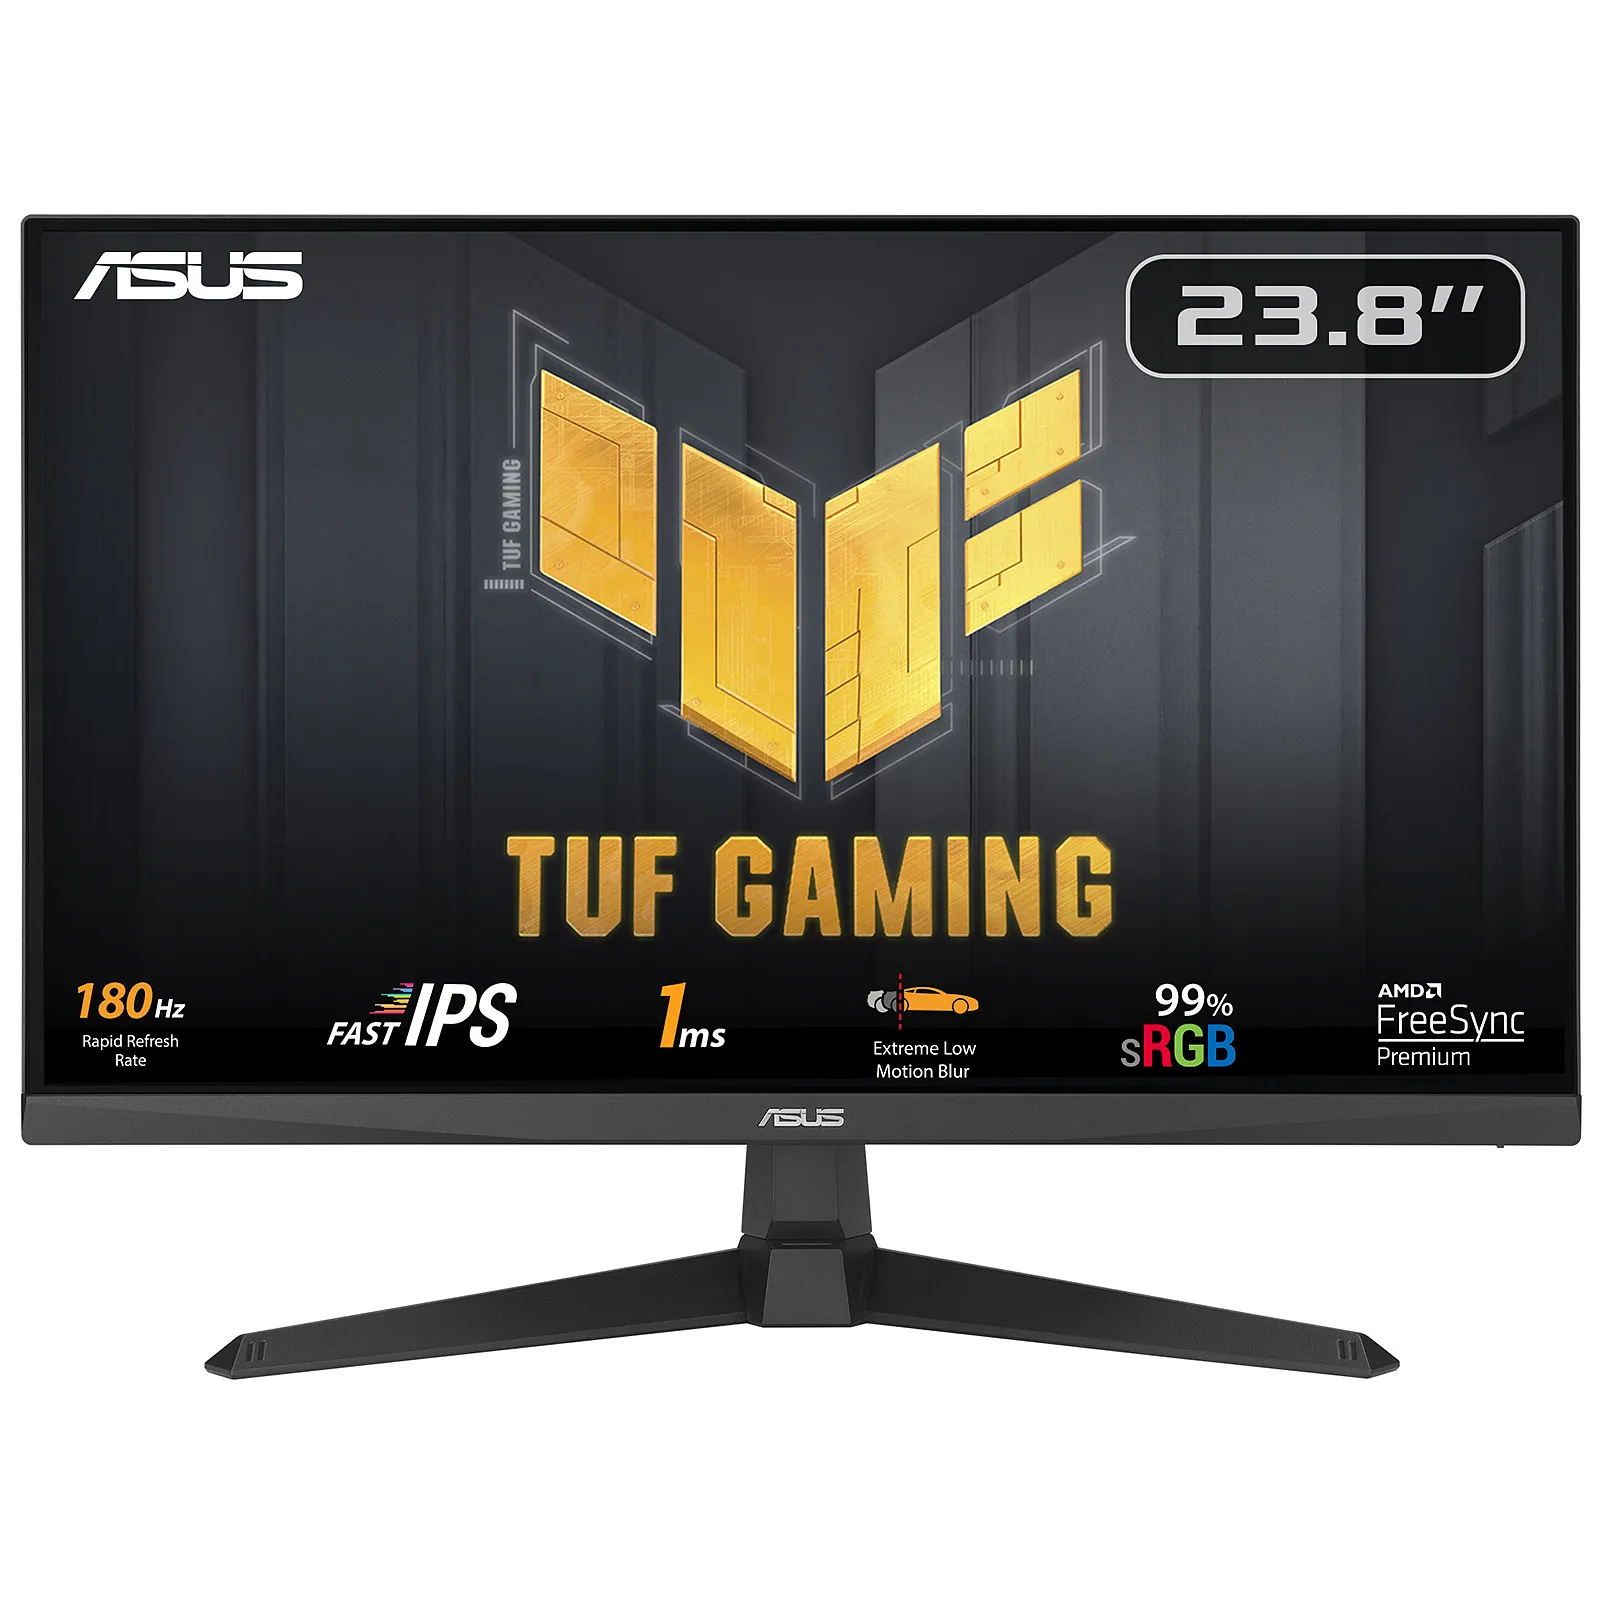 ASUS
23.8"
TUF GAMING
TUF GAMING
180Hz
Rapid Refresh
Rate
FAST IPS
1ms
Extreme Low
Motion Blur
99%
sRGB
AMD
FreeSync
Premium
ASUS